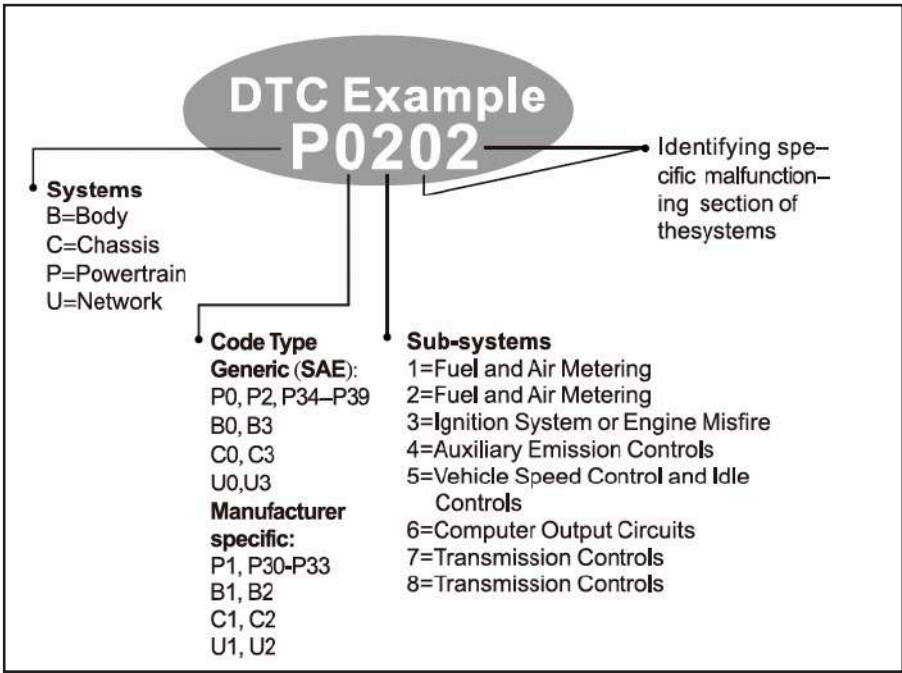 DTC Example
P0202
Systems
B=Body
C=Chassis
P=Powertrain
U=Network
Identifying spe–
cific malfunction–
ing section of
thesystems
Code Type
Generic (SAE):
P0, P2, P34–P39
B0, B3
C0, C3
U0,U3
Manufacturer
specific:
P1, P30-P33
B1, B2
C1, C2
U1, U2
Sub-systems
1=Fuel and Air Metering
2=Fuel and Air Metering
3=Ignition System or Engine Misfire
4=Auxiliary Emission Controls
5=Vehicle Speed Control and Idle
Controls
6=Computer Output Circuits
7=Transmission Controls
8=Transmission Controls